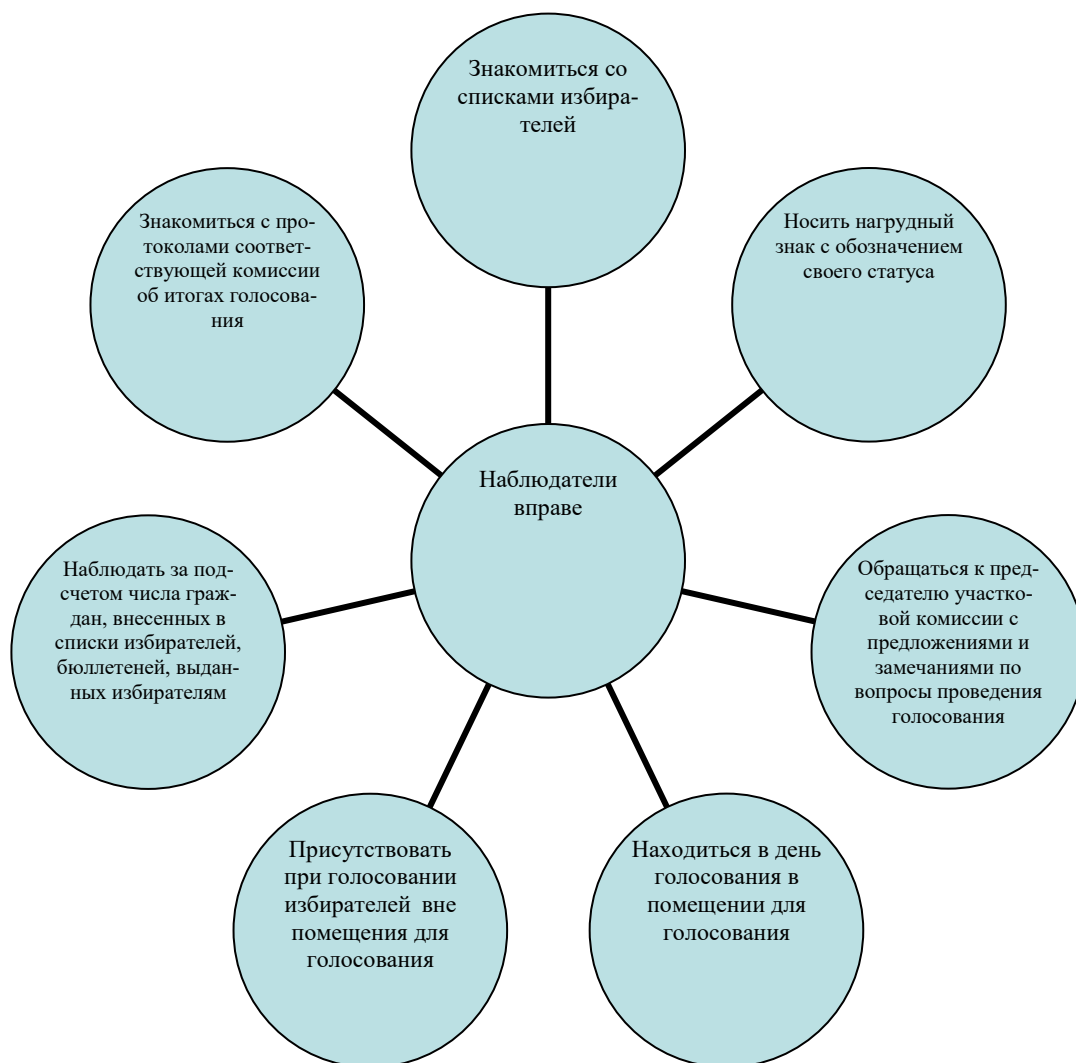 Знакомиться со
списками избира-
телей
Знакомиться с про-
токолами соответ-
ствующей комиссии
об итогах голосова-
ния
Носить нагрудный
знак с обозначением
своего статуса
Наблюдатели
вправе
Наблюдать за под-
счетом числа граж-
дан, внесенных в
списки избирателей,
бюллетеней, выдан-
ных избирателям
Обращаться к пред-
седателю участко-
вой комиссии с
предложениями и
замечаниями по
вопросы проведения
голосования
Присутствовать
при голосовании
избирателей вне
помещения для
голосования
Находиться в день
голосования в
помещении для
голосования